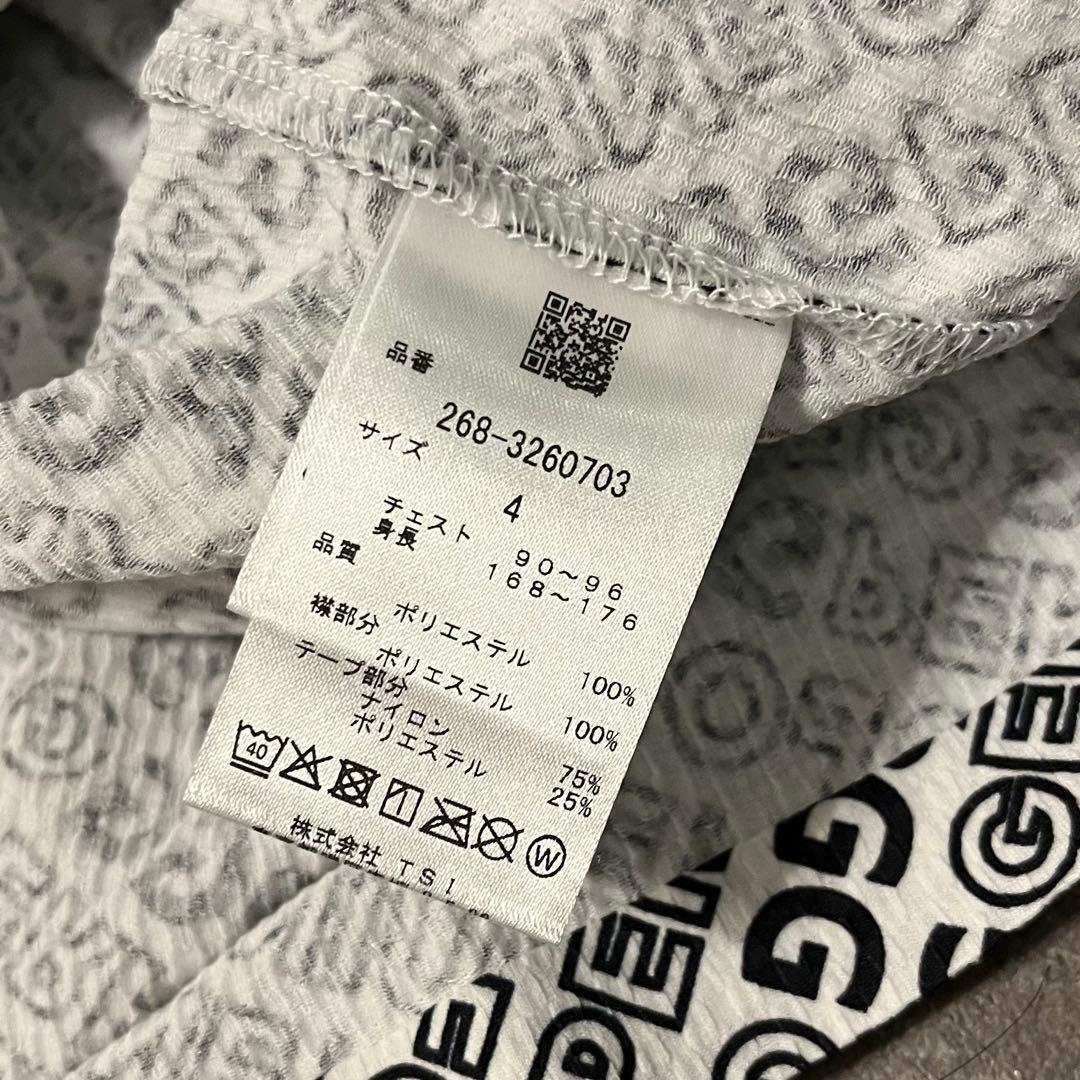 品番
268-3260703
サイズ
4
チェスト 90~96
身長 168~176
品質
ポリエステル 100%
襟部分
ポリエステル 100%
テープ部分
ナイロン 75%
ポリエステル 25%
40
W
株式会社 TSI
G
G
G